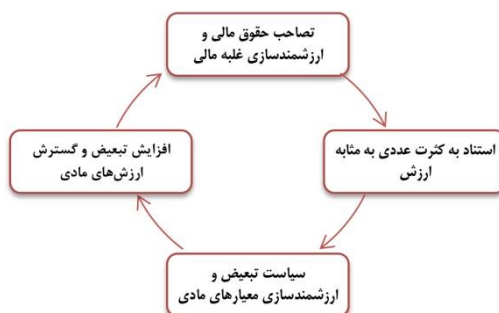 تصاحب حقوق مالی و
ارزشمندسازی غلبه مالی
استناد به کثرت عددی به مثابه
ارزش
سیاست تبعیض و
ارزشمندسازی معیارهای مادی
افزایش تبعیض و گسترش
ارزش‌های مادی